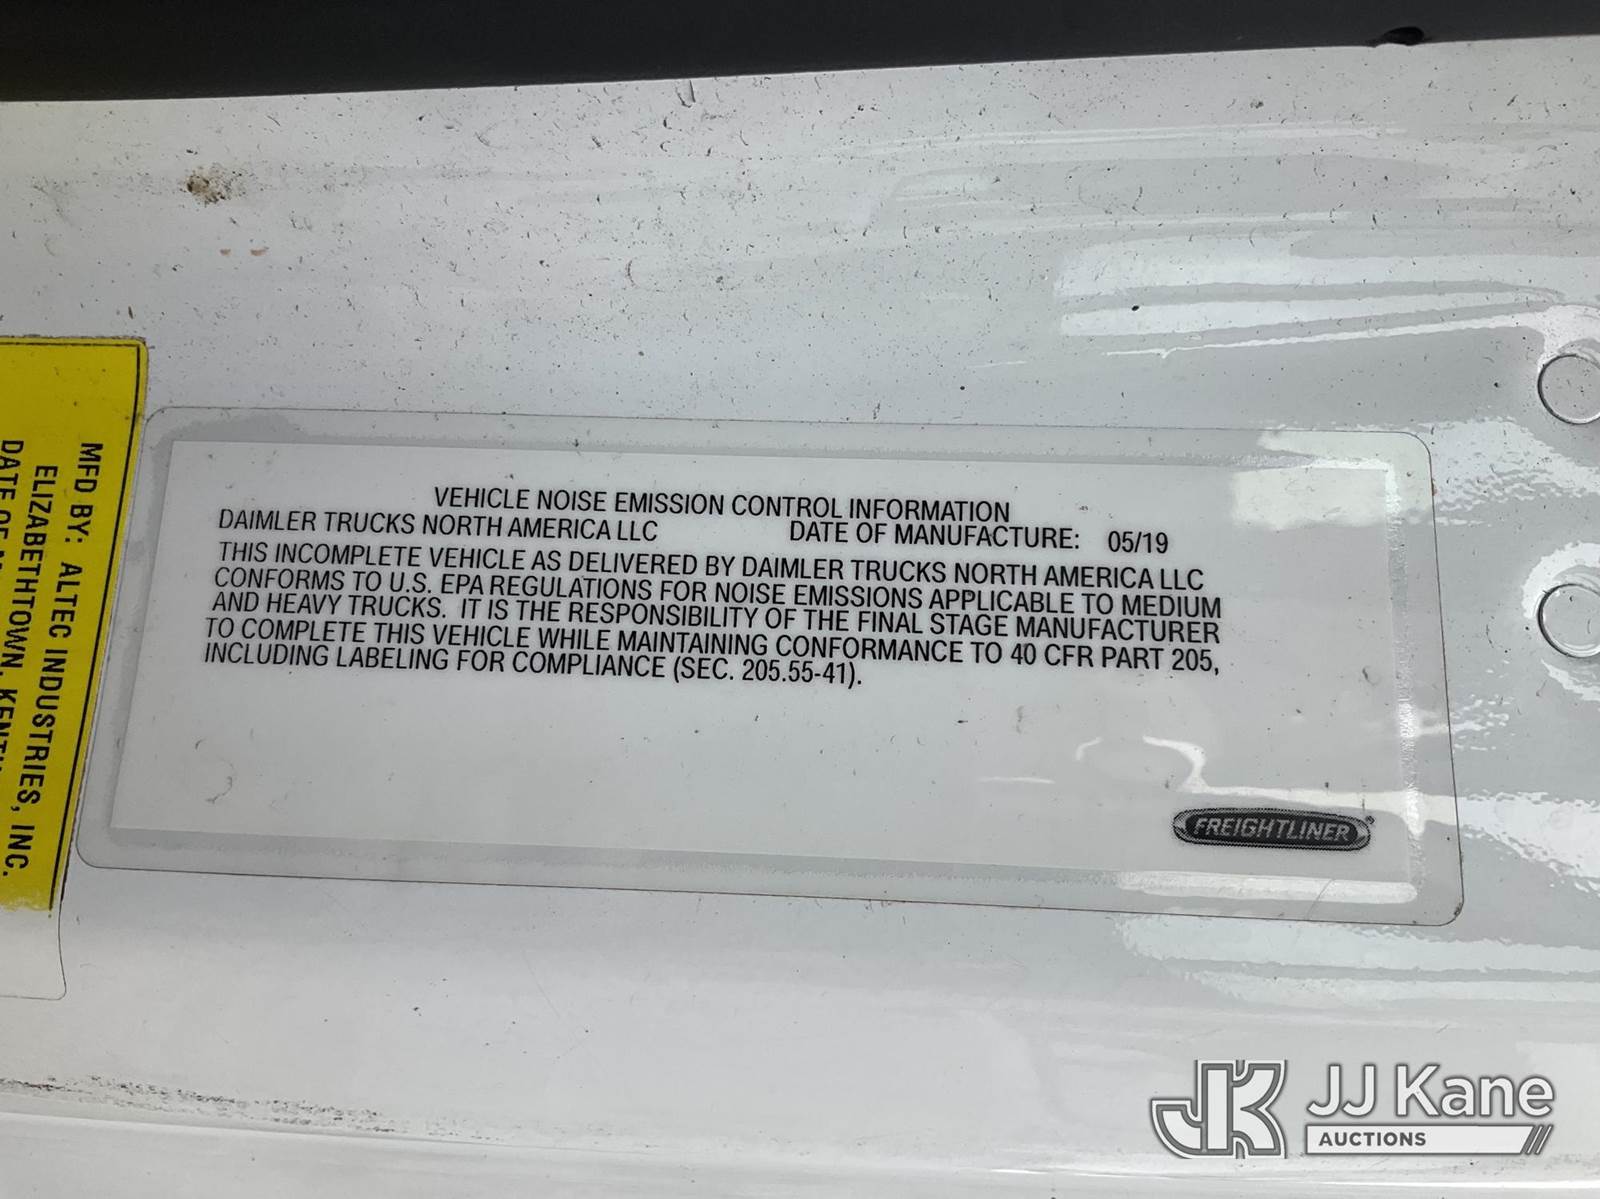 MFD BY: ALTEC INDUSTRIES, INC.
ELIZABETHTOWN,
DATE OF
VEHICLE NOISE EMISSION CONTROL INFORMATION
DAIMLER TRUCKS NORTH AMERICA LLC DATE OF MANUFACTURE: 05/19
THIS INCOMPLETE VEHICLE AS DELIVERED BY DAIMLER TRUCKS NORTH AMERICA LLC
CONFORMS TO U.S. EPA REGULATIONS FOR NOISE EMISSIONS APPLICABLE TO MEDIUM
AND HEAVY TRUCKS. IT IS THE RESPONSIBILITY OF THE FINAL STAGE MANUFACTURER
TO COMPLETE THIS VEHICLE WHILE MAINTAINING CONFORMANCE TO 40 CFR PART 205,
INCLUDING LABELING FOR COMPLIANCE (SEC. 205.55-41).
FREIGHTLINER®
JK JJ Kane
AUCTIONS